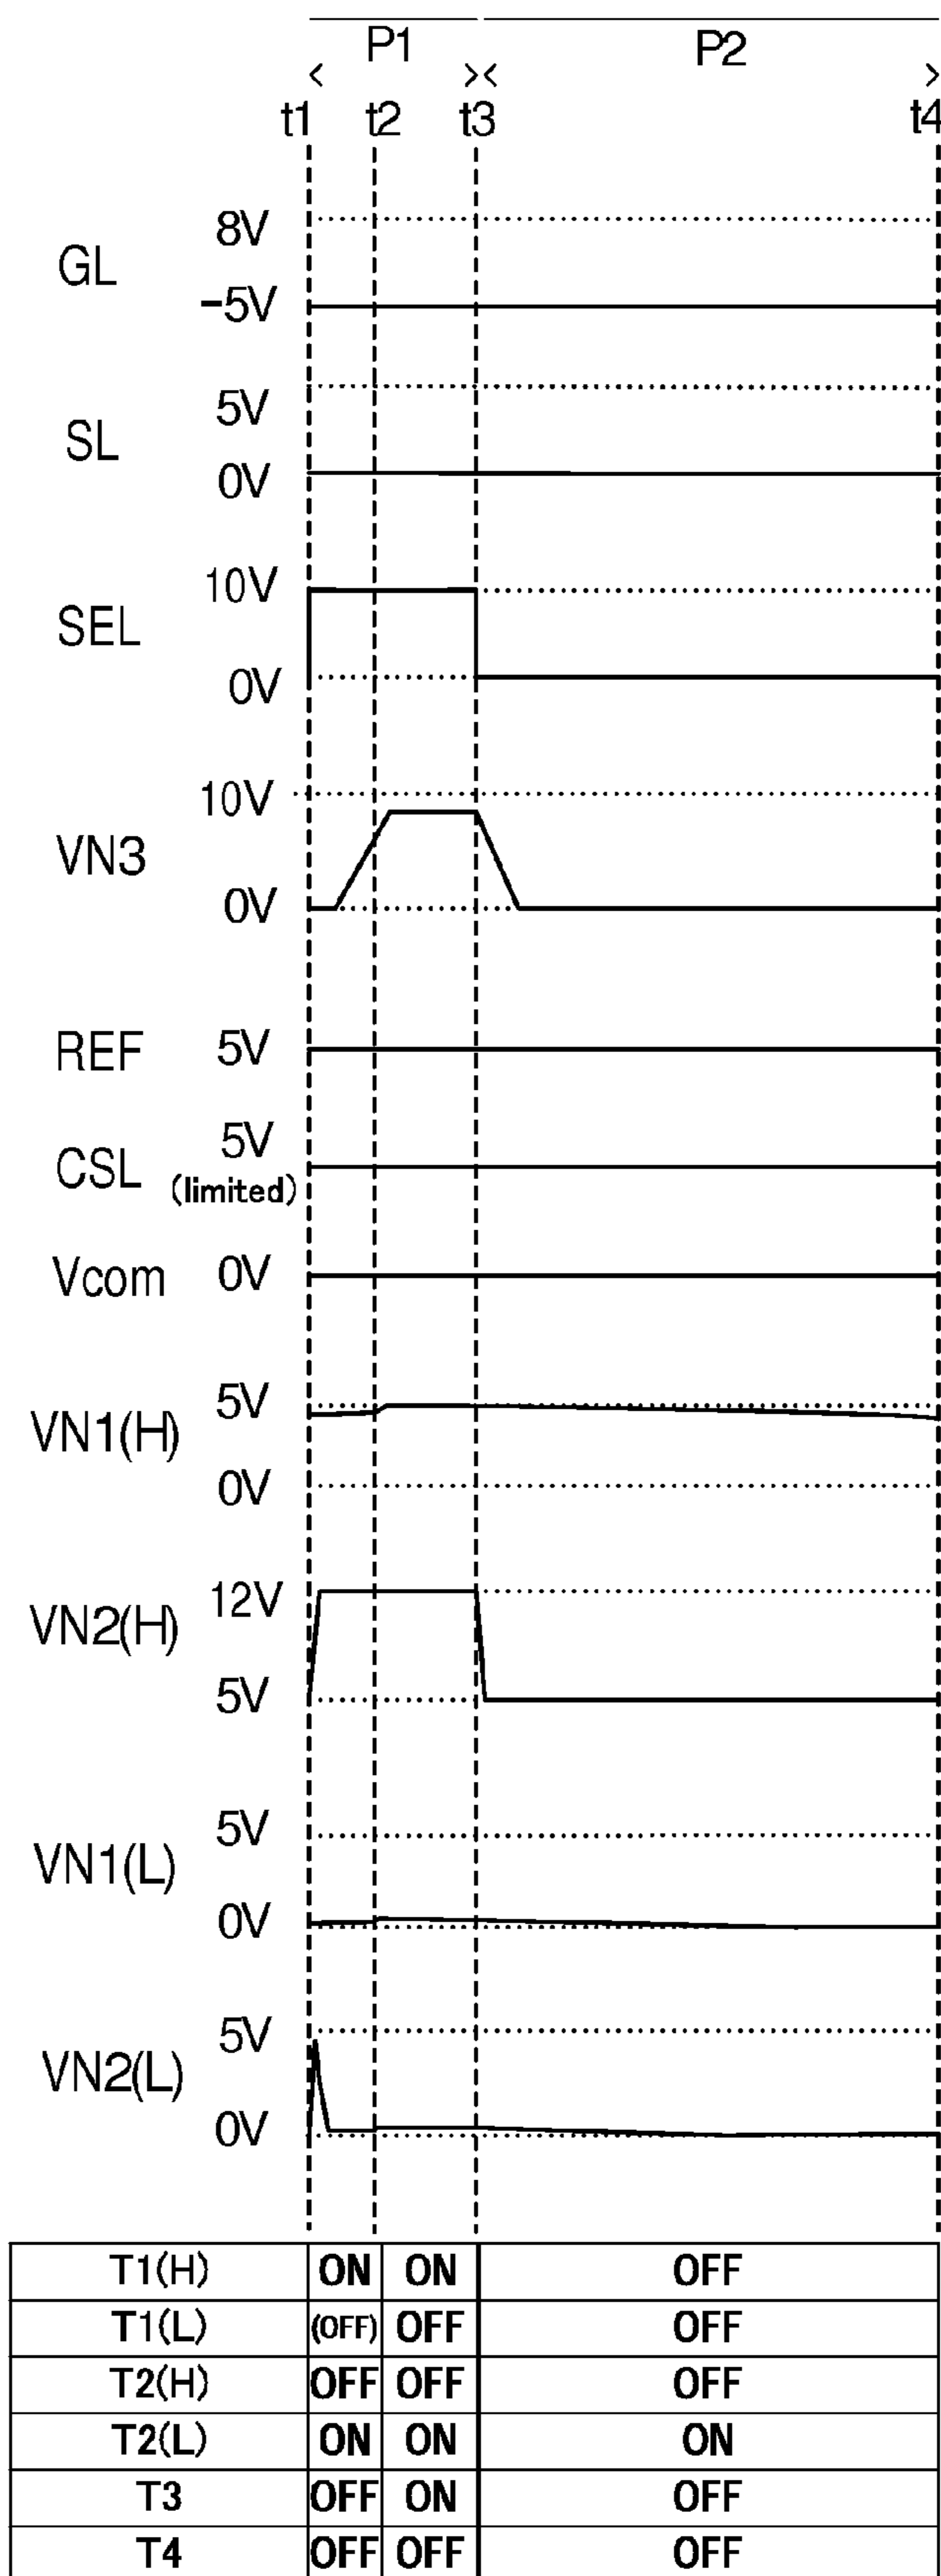 P1 P2
t1 t2 t3 t4
8V
GL
-5V
5V
SL
0V
10V
SEL
0V
10V
VN3
0V
REF 5V
5V
CSL (limited)
Vcom 0V
5V
VN1(H)
0V
12V
VN2(H)
5V
5V
VN1(L)
0V
5V
VN2(L)
0V
T1(H) ON ON OFF
T1(L) (OFF) OFF OFF
T2(H) OFF OFF OFF
T2(L) ON ON ON
T3 OFF ON OFF
T4 OFF OFF OFF